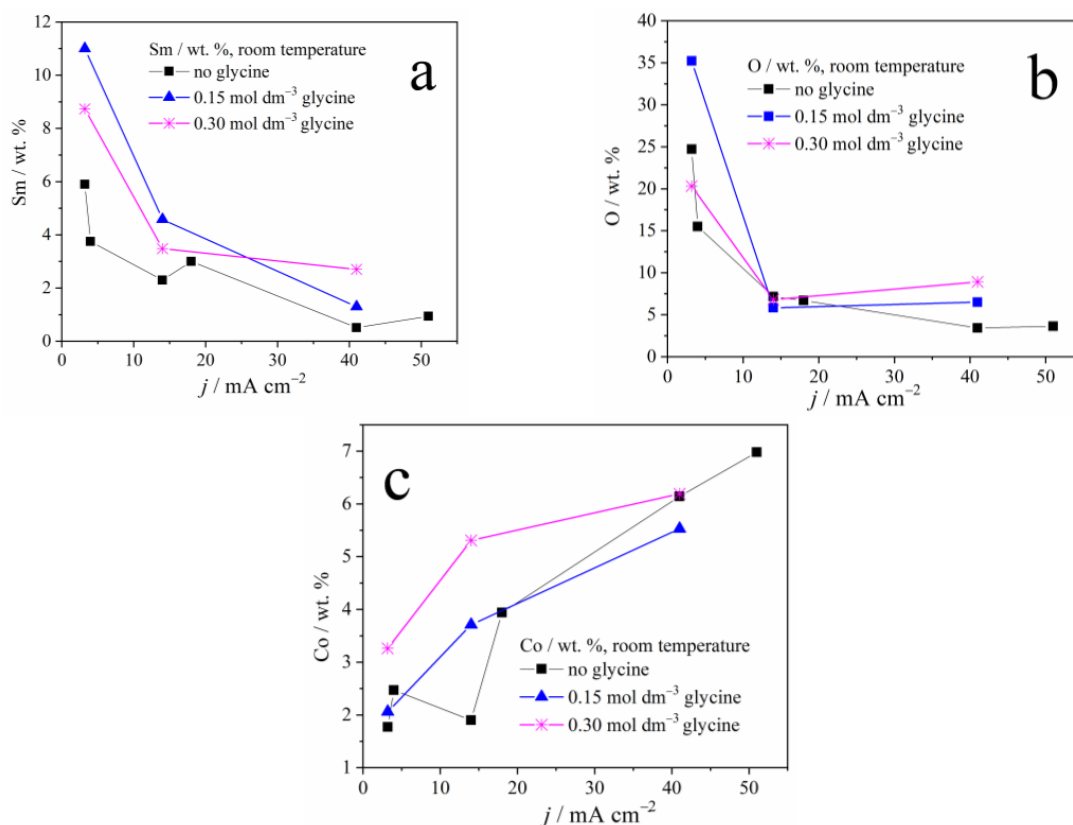 12
10
8
6
4
2
0
Sm / wt. %
Sm / wt. %, room temperature
no glycine
0.15 mol dm⁻³ glycine
0.30 mol dm⁻³ glycine
a
0 10 20 30 40 50
j / mA cm⁻²
40
35
30
25
20
15
10
5
0
O / wt. %
O / wt. %, room temperature
no glycine
0.15 mol dm⁻³ glycine
0.30 mol dm⁻³ glycine
b
0 10 20 30 40 50
j / mA cm⁻²
7
6
5
4
3
2
1
Co / wt. %
c
Co / wt. %, room temperature
no glycine
0.15 mol dm⁻³ glycine
0.30 mol dm⁻³ glycine
0 10 20 30 40 50
j / mA cm⁻²